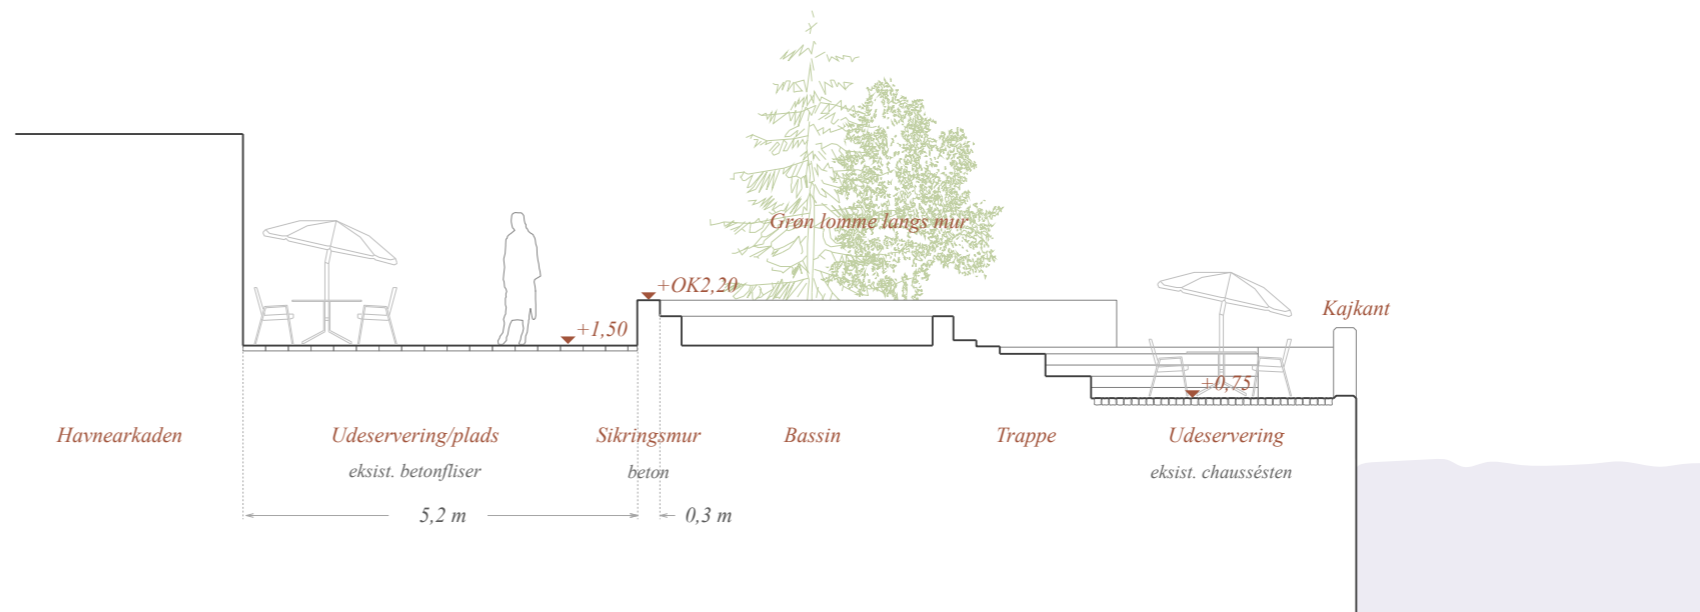 Grøn lomme langs mur
+OK2,20
Kajkant
+1,50
+0,75
Havnearkaden
Udeservering/plads
Sikringsmur
Bassin
Trappe
Udeservering
eksist. betonfliser
beton
eksist. chaussésten
5,2 m
0,3 m